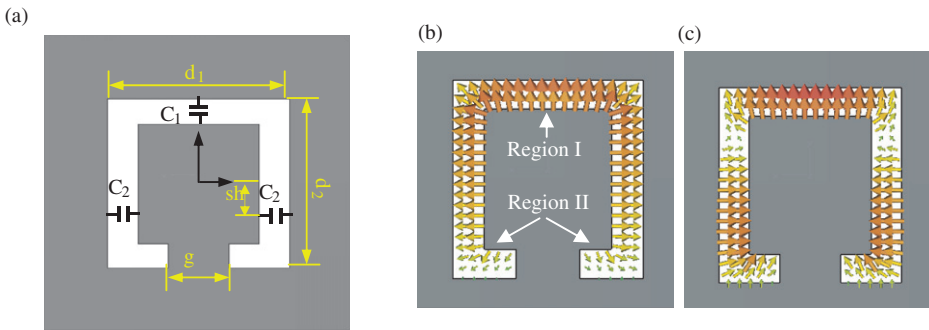 (a)
d₁
C₁
C₂
sh
C₂
d₂
g
(b)
Region I
Region II
(c)